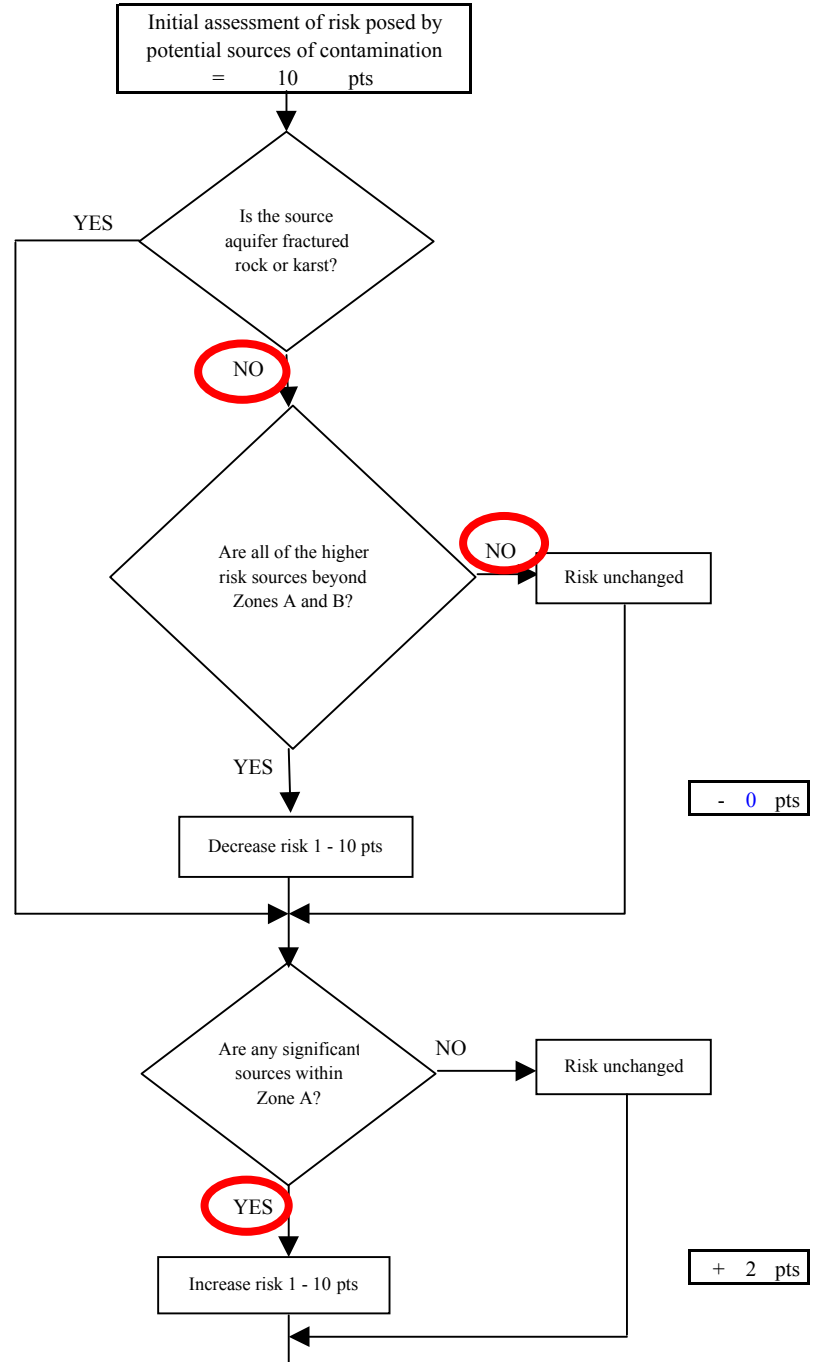 Initial assessment of risk posed by
potential sources of contamination
= 10 pts
Is the source
aquifer fractured
rock or karst?
YES
NO
Are all of the higher
risk sources beyond
Zones A and B?
NO
Risk unchanged
YES
- 0 pts
Decrease risk 1 - 10 pts
Are any significant
sources within
Zone A?
NO
Risk unchanged
YES
+ 2 pts
Increase risk 1 - 10 pts